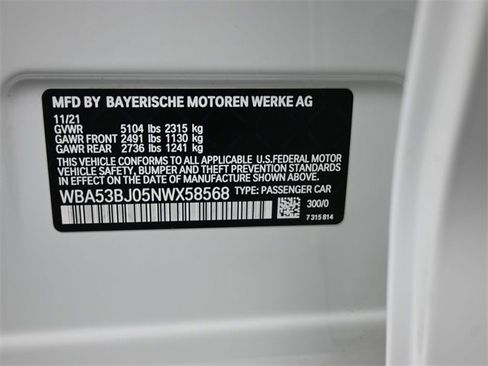 MFD BY BAYERISCHE MOTOREN WERKE AG
11/21
GVWR 5104 lbs 2315 kg
GAWR FRONT 2491 lbs 1130 kg
GAWR REAR 2736 lbs 1241 kg
THIS VEHICLE CONFORMS TO ALL APPLICABLE U.S.FEDERAL MOTOR
VEHICLE SAFETY, BUMPER AND THEFT PREVENTION STANDARDS
IN EFFECT ON THE DATE OF MANUFACTURE SHOWN ABOVE.
WBA53BJ05NWX58568 TYPE: PASSENGER CAR
300/0
7 315 814